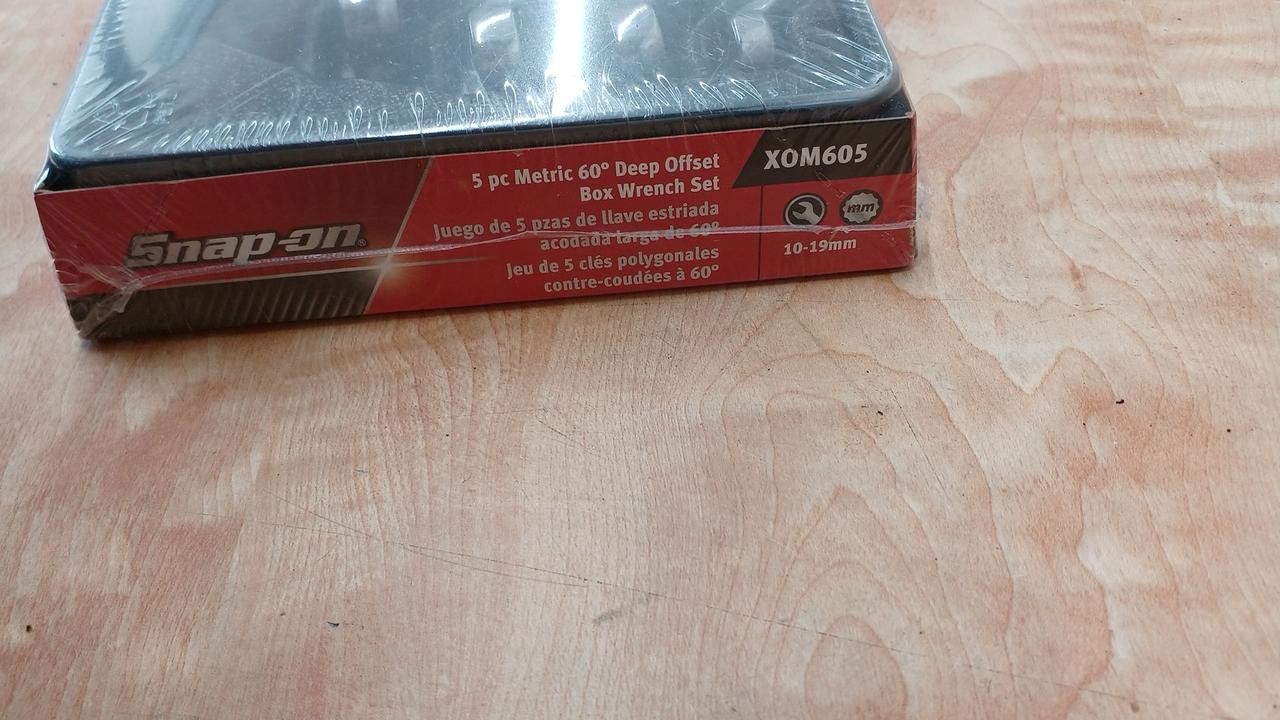 Snap-on®
5 pc Metric 60° Deep Offset
Box Wrench Set
Juego de 5 pzas de llave estriada
acodada larga de 60°
Jeu de 5 clés polygonales
contre-coudées à 60°
XOM605
mm
10-19mm